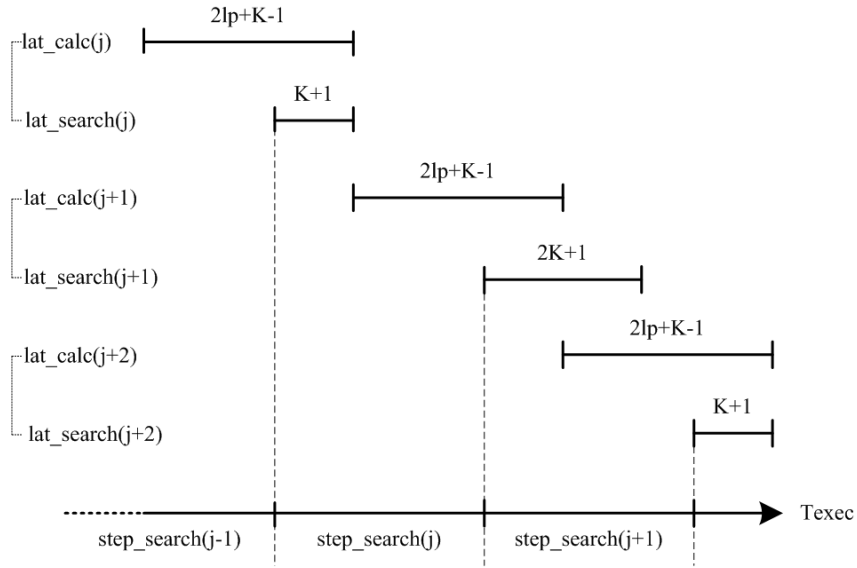 2lp+K-1
lat_calc(j)
K+1
lat_search(j)
2lp+K-1
lat_calc(j+1)
2K+1
lat_search(j+1)
2lp+K-1
lat_calc(j+2)
K+1
lat_search(j+2)
Texec
step_search(j-1) step_search(j) step_search(j+1)